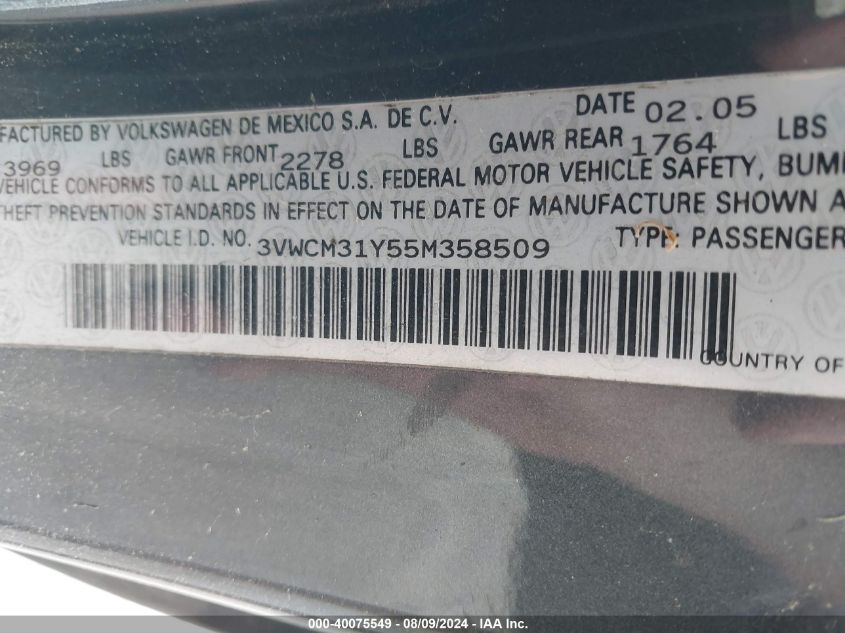 FACTURED BY VOLKSWAGEN DE MEXICO S.A. DE C.V. DATE 02.05
3969 LBS GAWR FRONT 2278 LBS GAWR REAR 1764 LBS
VEHICLE CONFORMS TO ALL APPLICABLE U.S. FEDERAL MOTOR VEHICLE SAFETY, BUM
THEFT PREVENTION STANDARDS IN EFFECT ON THE DATE OF MANUFACTURE SHOWN A
VEHICLE I.D. NO. 3VWCM31Y55M358509 TYPE: PASSENGER
COUNTRY OF
000-40075549 - 08/09/2024 - IAA Inc.